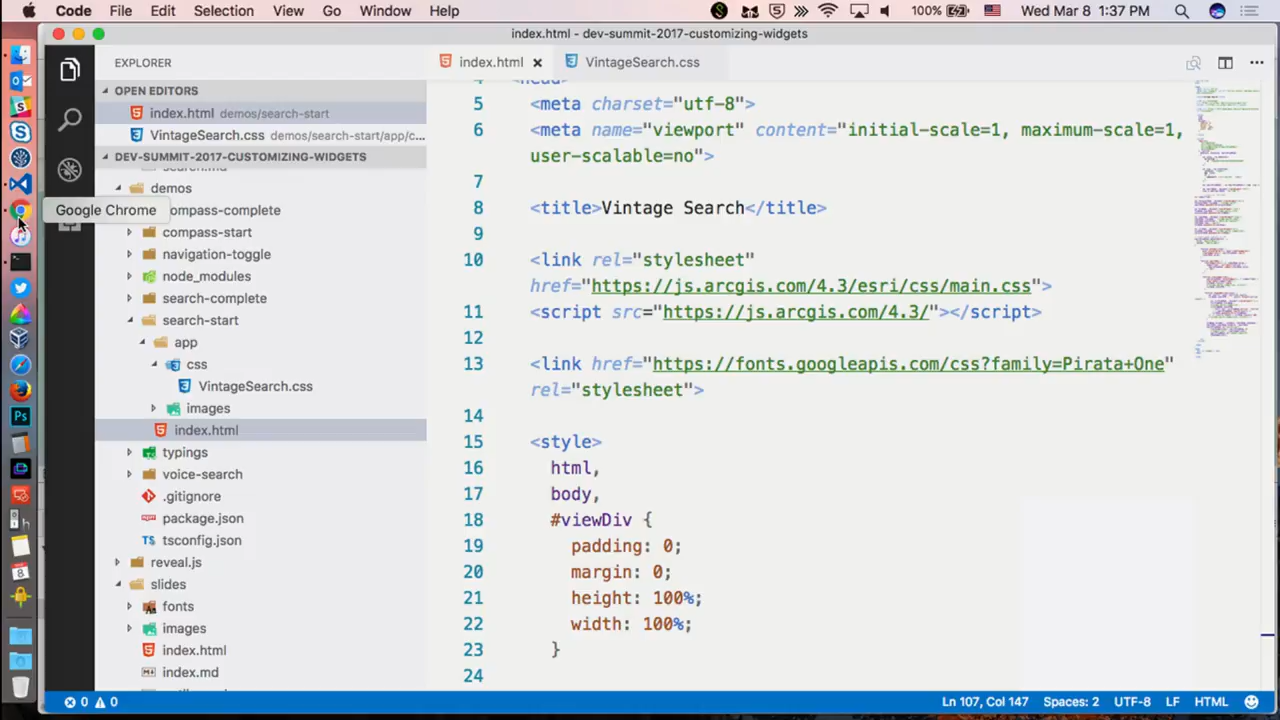 Code File Edit Selection View Go Window Help 100% Wed Mar 8 1:37 PM
index.html - dev-summit-2017-customizing-widgets
EXPLORER
OPEN EDITORS
index.html demos/search-start
VintageSearch.css demos/search-start/app/c...
DEV-SUMMIT-2017-CUSTOMIZING-WIDGETS
search.md
demos
compass-complete
compass-start
navigation-toggle
node_modules
search-complete
search-start
app
css
VintageSearch.css
images
index.html
typings
voice-search
.gitignore
package.json
TS tsconfig.json
reveal.js
slides
fonts
images
index.html
index.md
Google Chrome
index.html VintageSearch.css
4 <head>
5 <meta charset="utf-8">
6 <meta name="viewport" content="initial-scale=1, maximum-scale=1,
user-scalable=no">
7
8 <title>Vintage Search</title>
9
10 <link rel="stylesheet"
href="https://js.arcgis.com/4.3/esri/css/main.css">
11 <script src="https://js.arcgis.com/4.3/"></script>
12
13 <link href="https://fonts.googleapis.com/css?family=Pirata+One"
rel="stylesheet">
14
15 <style>
16 html,
17 body,
18 #viewDiv {
19 padding: 0;
20 margin: 0;
21 height: 100%;
22 width: 100%;
23 }
24
0 0 Ln 107, Col 147 Spaces: 2 UTF-8 LF HTML